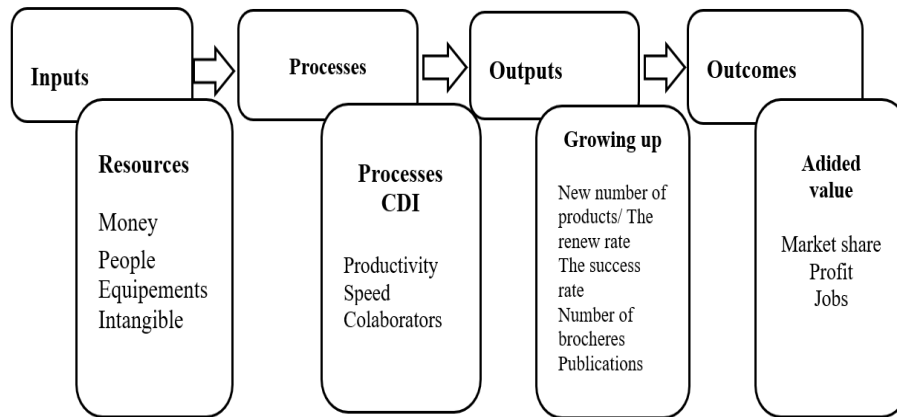 Inputs
Processes
Outputs
Outcomes
Resources
Money
People
Equipements
Intangible
Processes
CDI
Productivity
Speed
Colaborators
Growing up
New number of
products/ The
renew rate
The success
rate
Number of
brocheres
Publications
Adided
value
Market share
Profit
Jobs